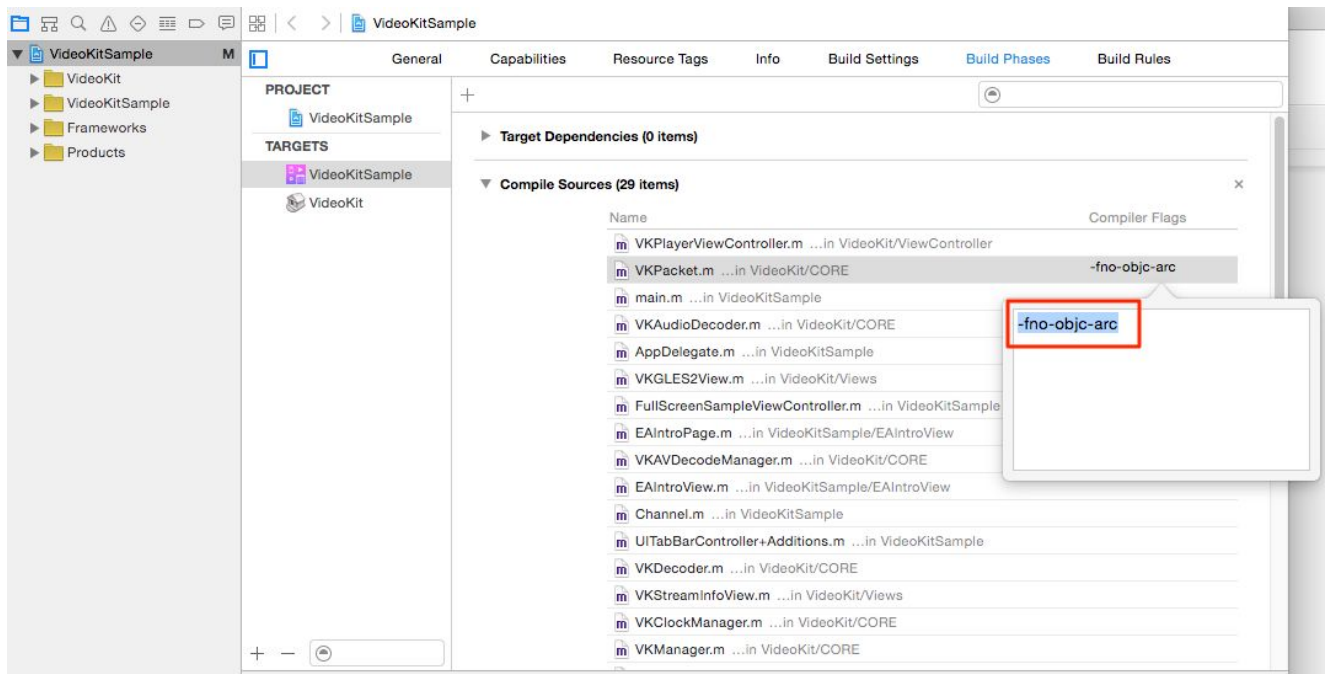 VideoKitSample
VideoKitSample M
VideoKit
VideoKitSample
Frameworks
Products
General Capabilities Resource Tags Info Build Settings Build Phases Build Rules
PROJECT
VideoKitSample
TARGETS
VideoKitSample
VideoKit
Target Dependencies (0 items)
Compile Sources (29 items)
Name Compiler Flags
VKPlayerViewController.m ...in VideoKit/ViewController
VKPacket.m ...in VideoKit/CORE -fno-objc-arc
main.m ...in VideoKitSample
VKAudioDecoder.m ...in VideoKit/CORE
AppDelegate.m ...in VideoKitSample
VKGLES2View.m ...in VideoKit/Views
FullScreenSampleViewController.m ...in VideoKitSample
EAIntroPage.m ...in VideoKitSample/EAIntroView
VKAVDecodeManager.m ...in VideoKit/CORE
EAIntroView.m ...in VideoKitSample/EAIntroView
Channel.m ...in VideoKitSample
UITabBarController+Additions.m ...in VideoKitSample
VKDecoder.m ...in VideoKit/CORE
VKStreamInfoView.m ...in VideoKit/Views
VKClockManager.m ...in VideoKit/CORE
VKManager.m ...in VideoKit/CORE
-fno-objc-arc